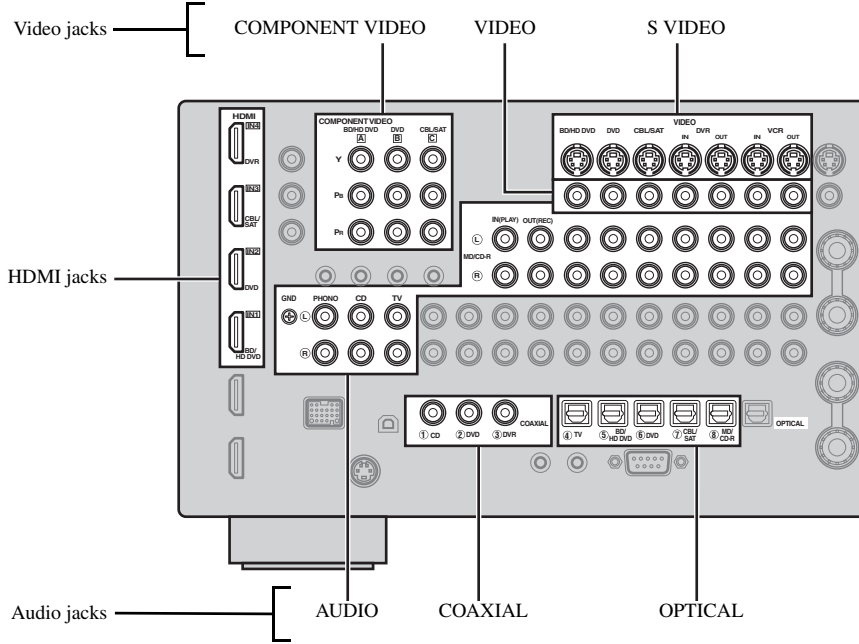 Video jacks
COMPONENT VIDEO VIDEO S VIDEO
HDMI
IN4
DVR
IN3
CBL/
SAT
IN2
DVD
IN1
BD/
HD DVD
COMPONENT VIDEO
BD/HD DVD DVD CBL/SAT
A B C
Y
PB
PR
VIDEO
BD/HD DVD DVD CBL/SAT DVR VCR
IN OUT IN OUT
IN(PLAY) OUT(REC)
L
MD/CD-R
R
HDMI jacks
GND PHONO CD TV
L
R
COAXIAL
① CD ② DVD ③ DVR
OPTICAL
④ TV ⑤ BD/ HD DVD ⑥ DVD ⑦ CBL/ SAT ⑧ MD/ CD-R
Audio jacks
AUDIO COAXIAL OPTICAL